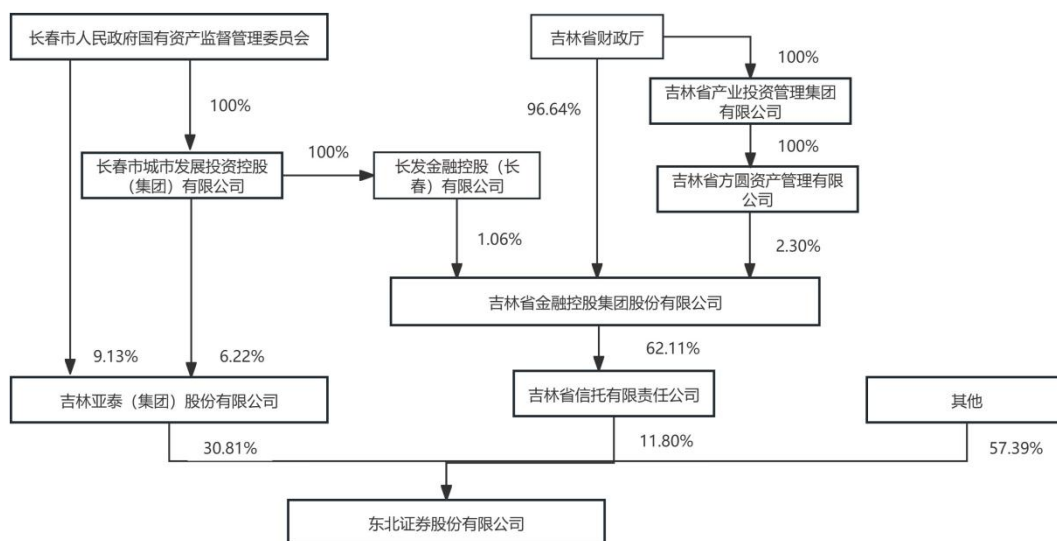 长春市人民政府国有资产监督管理委员会
吉林省财政厅
100%
100%
96.64%
吉林省产业投资管理集团
有限公司
100%
100%
长春市城市发展投资控股
（集团）有限公司
长发金融控股（长
春）有限公司
吉林省方圆资产管理有限
公司
1.06%
2.30%
吉林省金融控股集团股份有限公司
9.13%
6.22%
62.11%
吉林亚泰（集团）股份有限公司
吉林省信托有限责任公司
其他
30.81%
11.80%
57.39%
东北证券股份有限公司